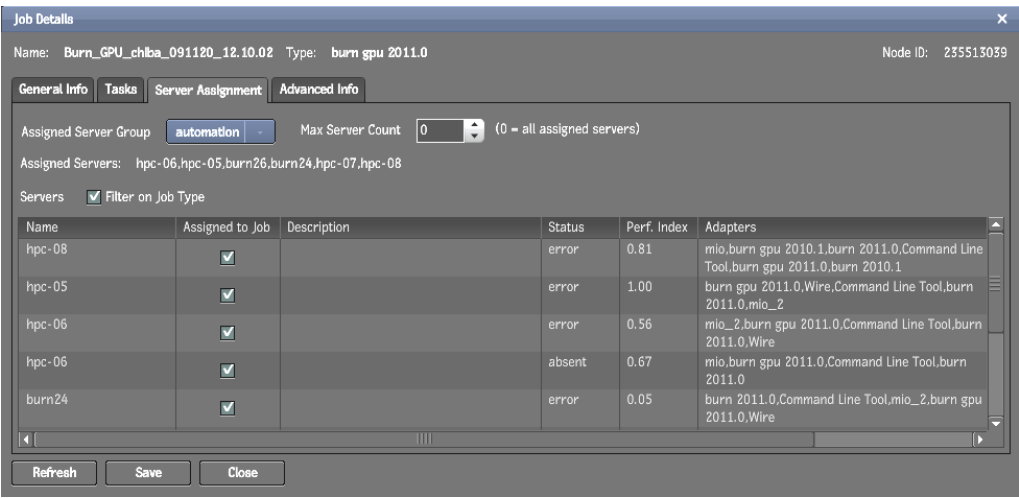 Job Details
Name: Burn_GPU_chiba_091120_12.10.02 Type: burn gpu 2011.0 Node ID: 235513039
General Info Tasks Server Assignment Advanced Info
Assigned Server Group automation Max Server Count 0 (0 = all assigned servers)
Assigned Servers: hpc-06,hpc-05,burn26,burn24,hpc-07,hpc-08
Servers Filter on Job Type
Name Assigned to Job Description Status Perf. Index Adapters
hpc-08 error 0.81 mio,burn gpu 2010.1,burn 2011.0,Command Line
Tool,burn gpu 2011.0,burn 2010.1
hpc-05 error 1.00 burn gpu 2011.0,Wire,Command Line Tool,burn
2011.0,mio_2
hpc-06 error 0.56 mio_2,burn gpu 2011.0,Command Line Tool,burn
2011.0,Wire
hpc-06 absent 0.67 mio,burn gpu 2011.0,Command Line Tool,burn
2011.0
burn24 error 0.05 burn 2011.0,Command Line Tool,mio_2,burn gpu
2011.0,Wire
Refresh Save Close